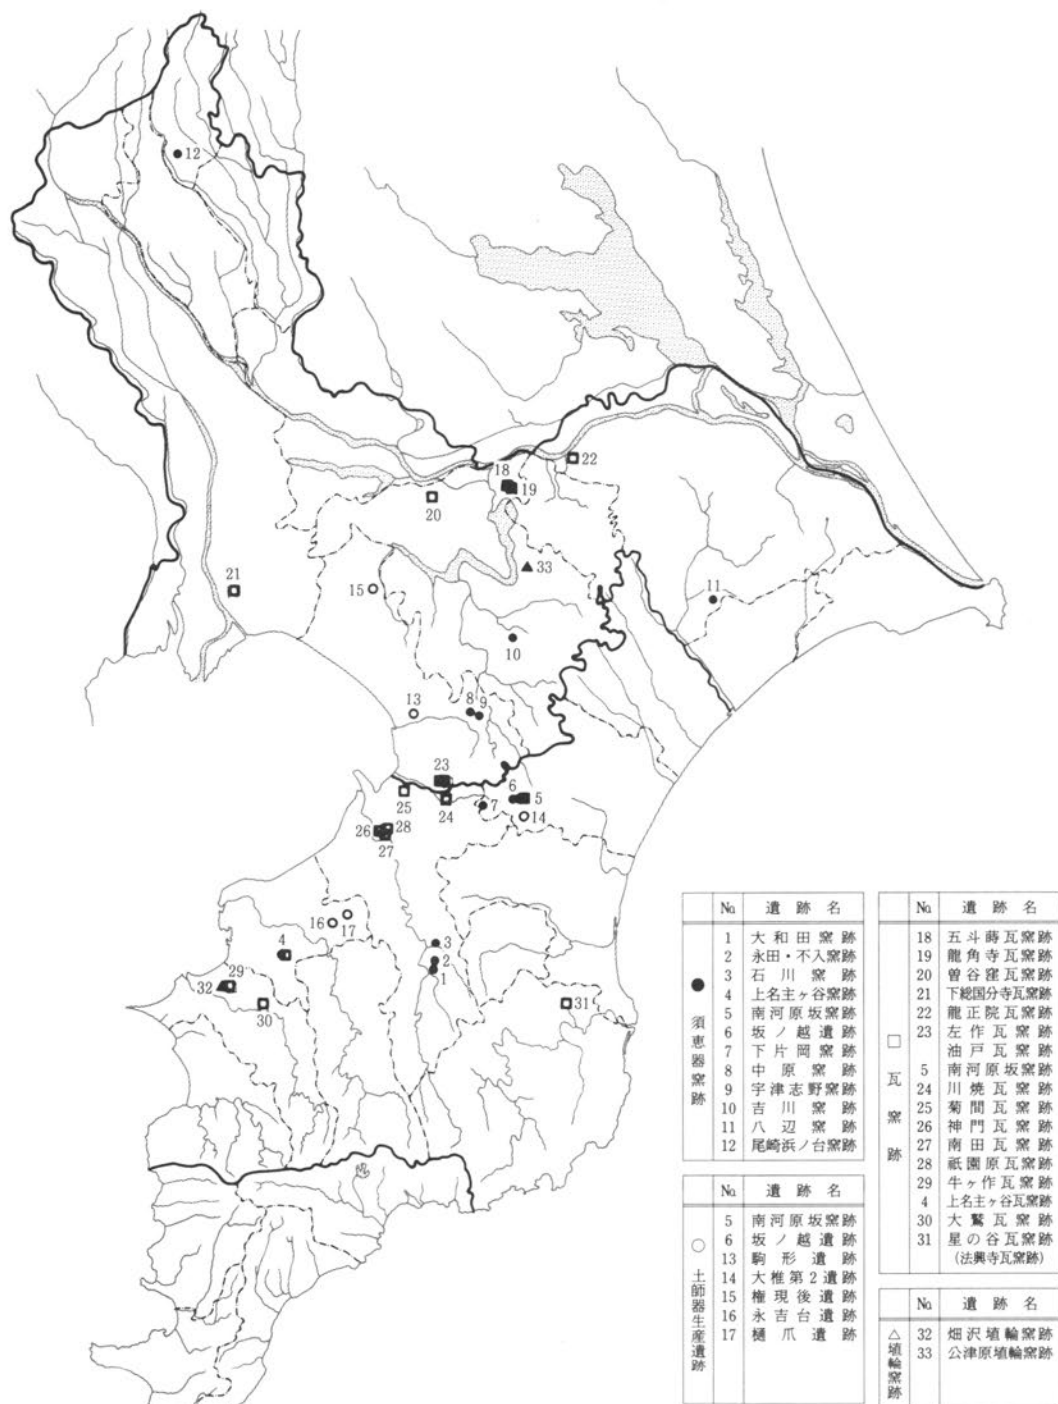 12
22
18
19
20
33
21
15
11
10
13
8
9
23
25
24
7
6
5
14
26
28
27
16
17
4
3
2
1
32
29
30
31
No. 遺跡名
● 須恵器窯跡
1 大和田窯跡
2 永田・不入窯跡
3 石川窯跡
4 上名主ヶ谷窯跡
5 南河原坂窯跡
6 坂ノ越遺跡
7 下片岡窯跡
8 中原窯跡
9 宇津志野窯跡
10 吉川窯跡
11 八辺窯跡
12 尾崎浜ノ台窯跡
No. 遺跡名
○ 土師器生産遺跡
5 南河原坂窯跡
6 坂ノ越遺跡
13 駒形遺跡
14 大椎第2遺跡
15 権現後遺跡
16 永吉台遺跡
17 樋爪遺跡
No. 遺跡名
□ 瓦窯跡
18 五斗蒔瓦窯跡
19 龍角寺瓦窯跡
20 曽谷窪瓦窯跡
21 下総国分寺瓦窯跡
22 龍正院瓦窯跡
23 左作瓦窯跡
油戸瓦窯跡
5 南河原坂窯跡
24 川焼瓦窯跡
25 菊間瓦窯跡
26 神門瓦窯跡
27 南田瓦窯跡
28 祇園原瓦窯跡
29 牛ヶ作瓦窯跡
4 上名主ヶ谷瓦窯跡
30 大鷲瓦窯跡
31 星の谷瓦窯跡
(法興寺瓦窯跡)
No. 遺跡名
△ 埴輪窯跡
32 畑沢埴輪窯跡
33 公津原埴輪窯跡